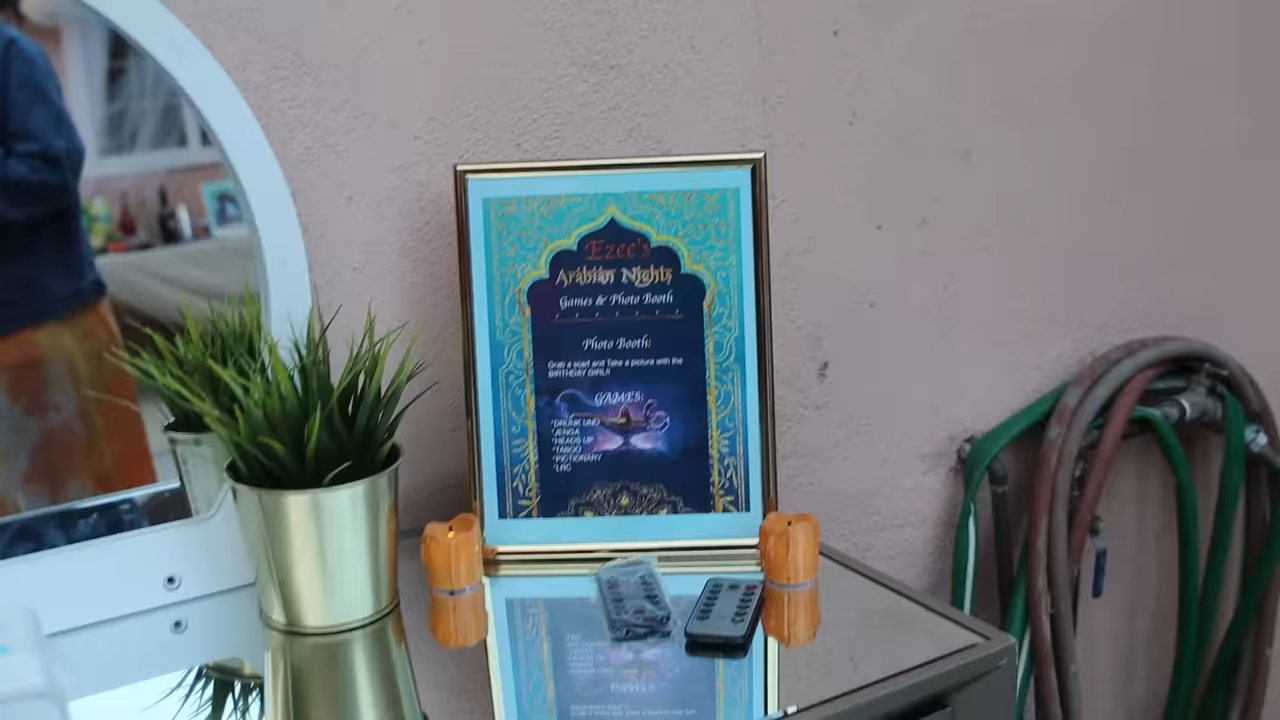 Ezee's
Arabian Nights
Games & Photo Booth
Photo Booth:
Grab a scarf and Take a picture with the
BIRTHDAY GIRL!!
GAMES:
*DRUNK UNO
*JENGA
*HEADS UP
*TABOO
*PICTIONARY
*LRC